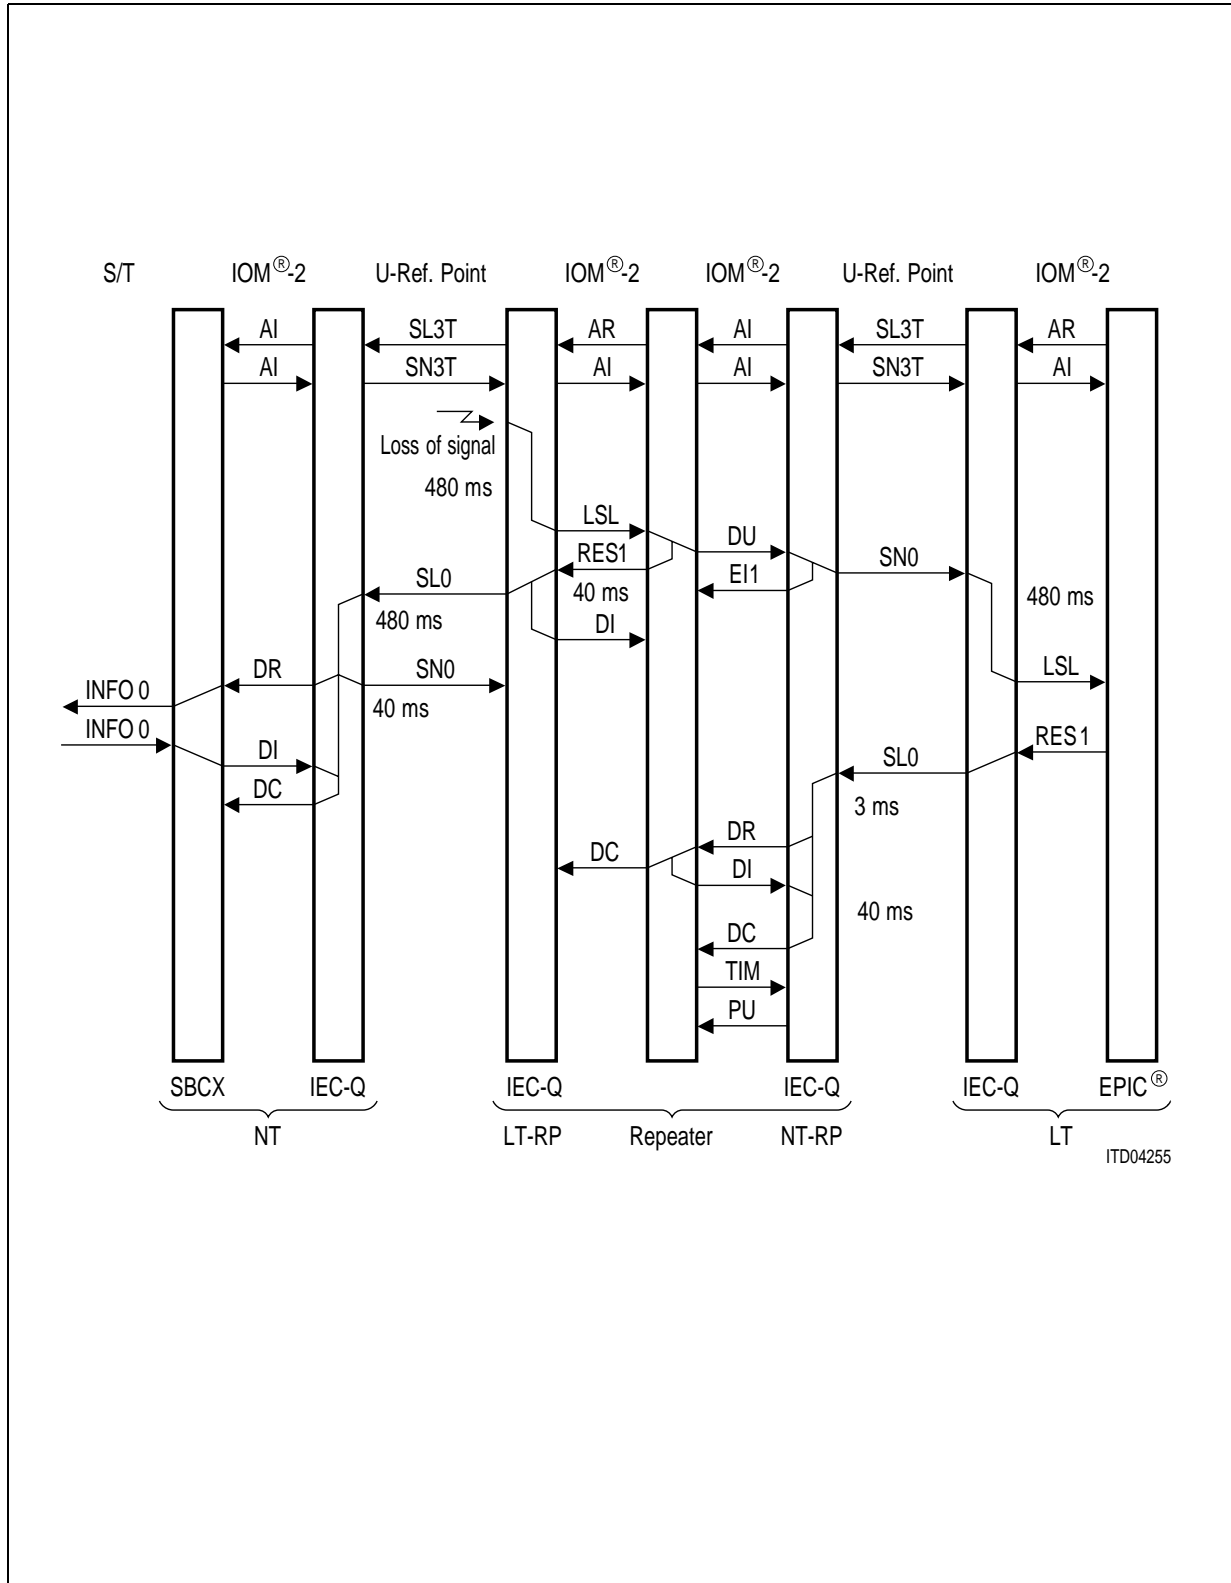 S/T IOM®-2 U-Ref. Point IOM®-2 IOM®-2 U-Ref. Point IOM®-2
AI SL3T AR AI SL3T AR
AI SN3T AI AI SN3T AI
Loss of signal
480 ms
LSL
DU
RES1
SN0
EI1
SL0
40 ms
480 ms
480 ms
DI
DR SN0 LSL
INFO 0
40 ms
INFO 0
RES1
DI
SL0
DC
3 ms
DR
DC
DI
40 ms
DC
TIM
PU
SBCX IEC-Q IEC-Q IEC-Q IEC-Q EPIC®
NT LT-RP Repeater NT-RP LT
ITD04255